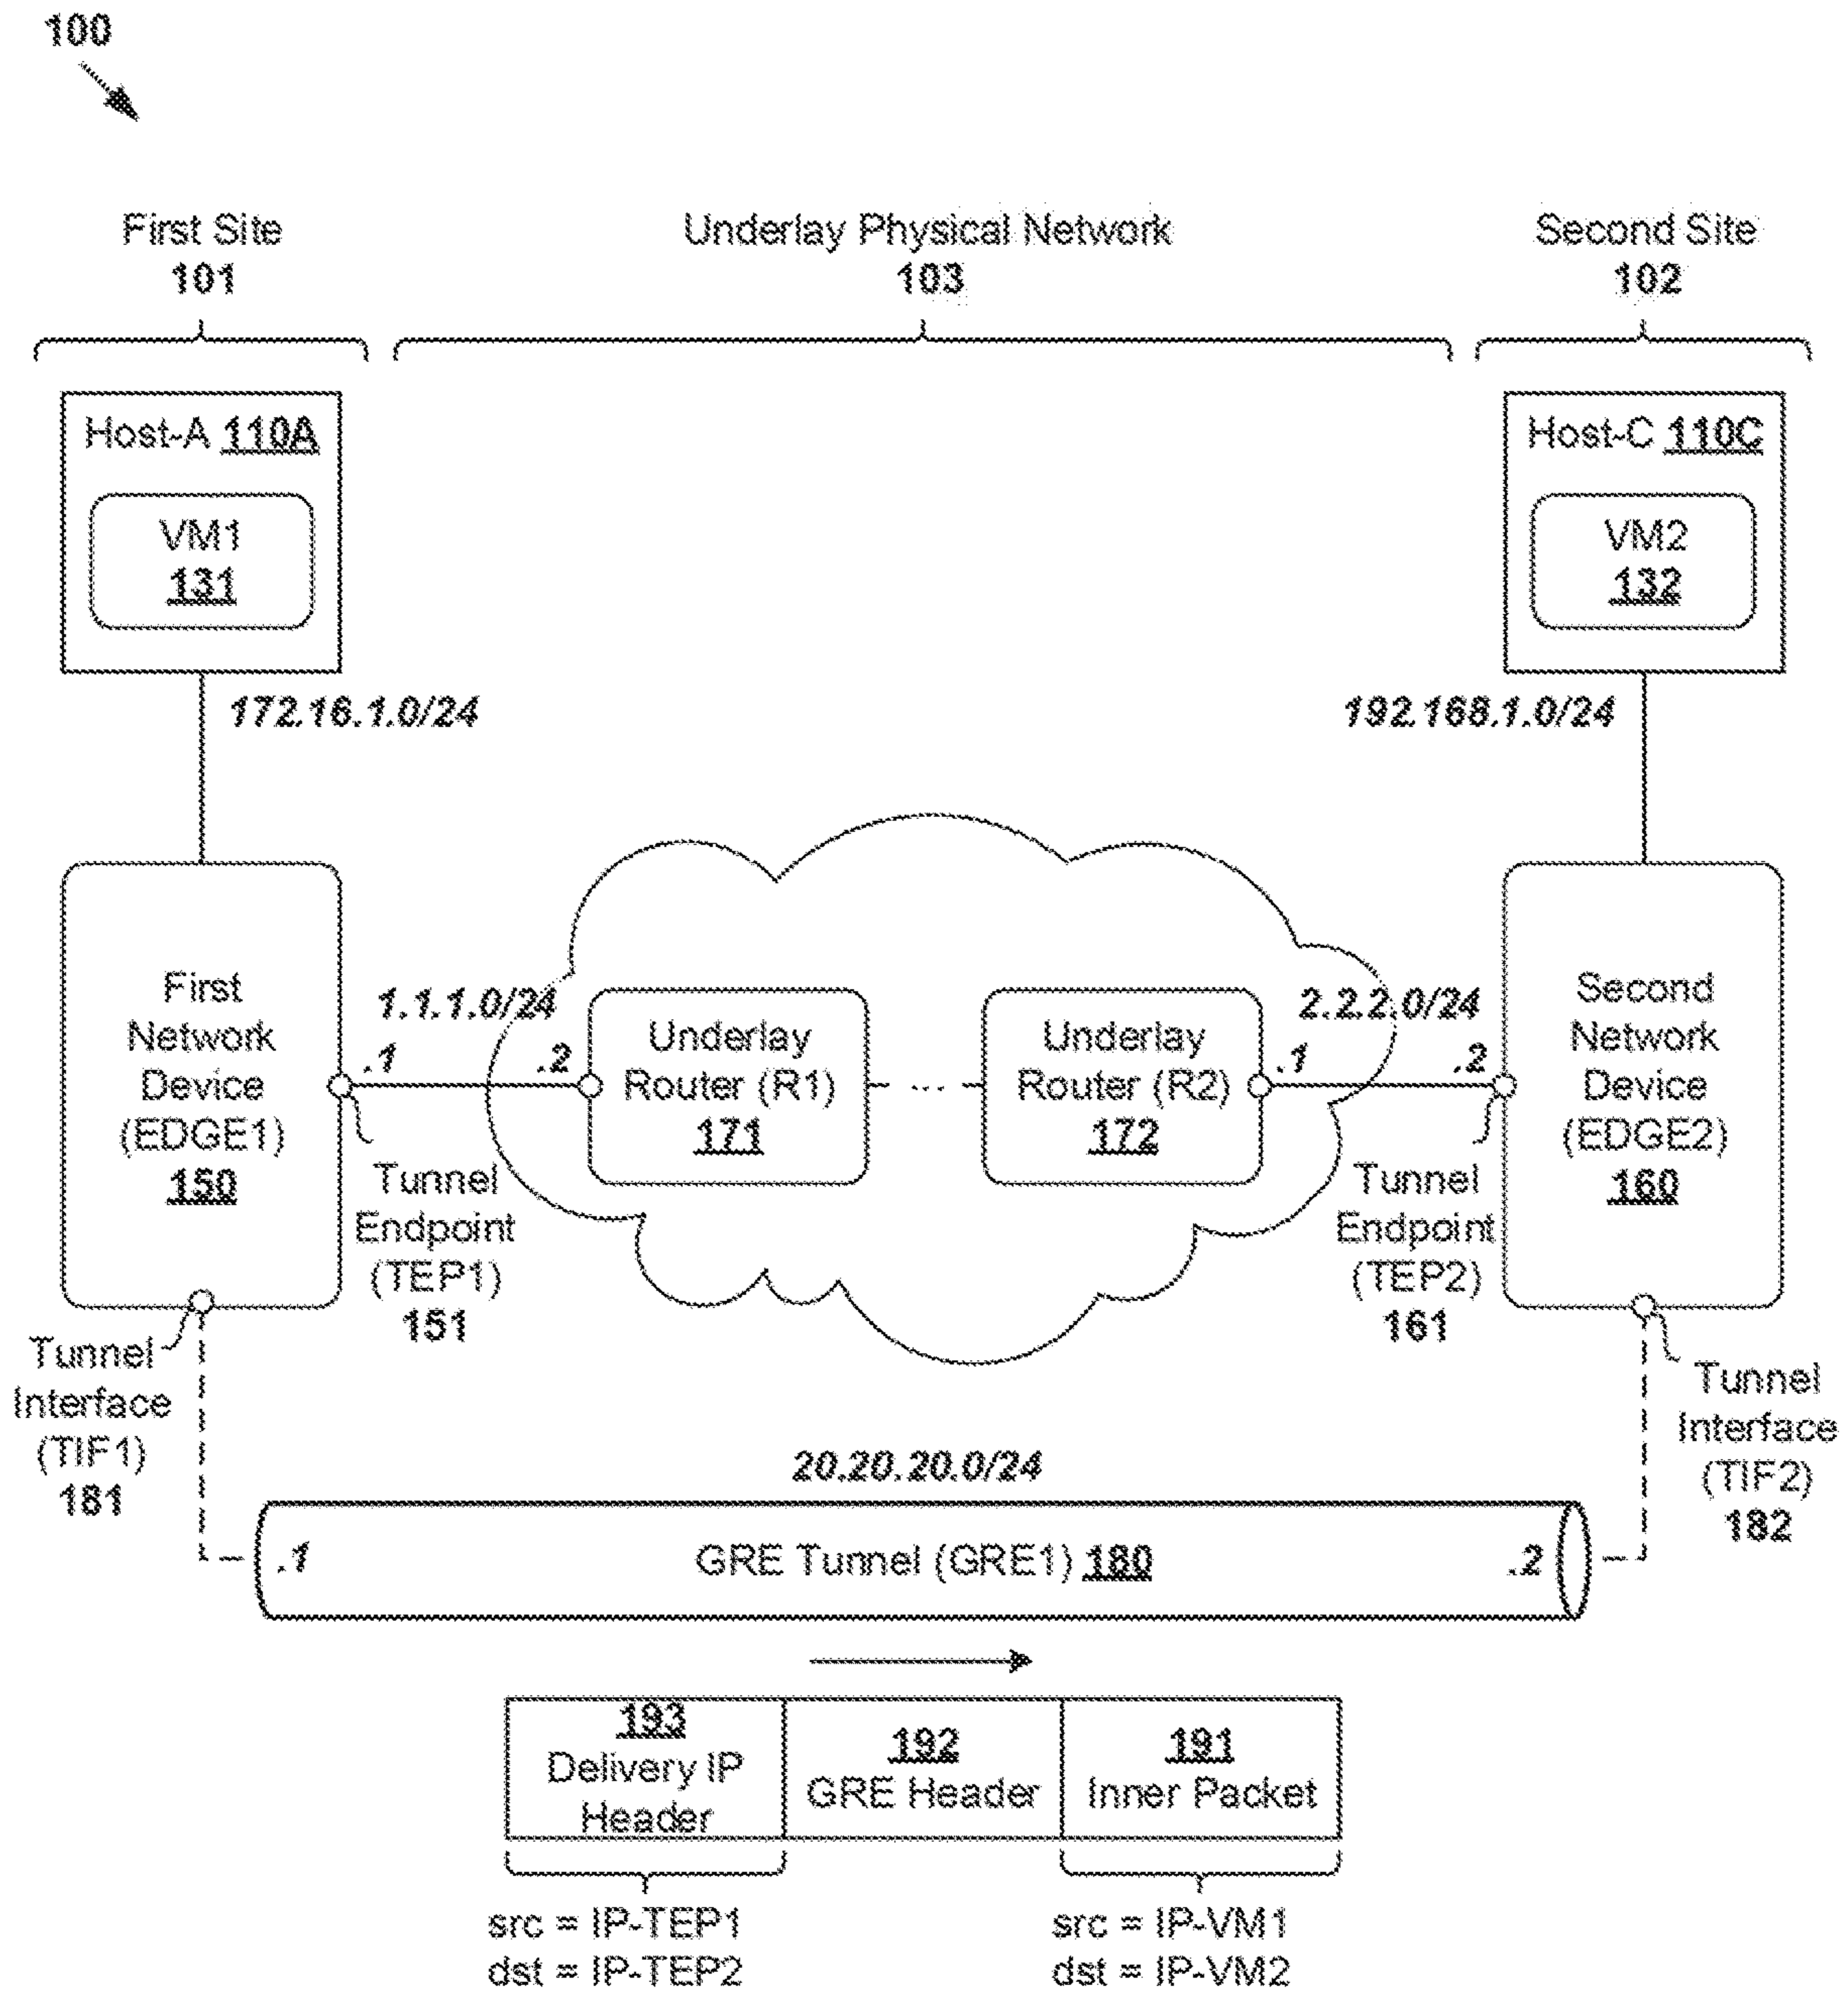 100
First Site
101
Underlay Physical Network
103
Second Site
102
Host-A 110A
VM1
131
Host-C 110C
VM2
132
172.16.1.0/24
192.168.1.0/24
First
Network
Device
(EDGE1)
150
1.1.1.0/24
.1
.2
Underlay
Router (R1)
171
...
Underlay
Router (R2)
172
2.2.2.0/24
.1
.2
Second
Network
Device
(EDGE2)
160
Tunnel
Endpoint
(TEP1)
151
Tunnel
Endpoint
(TEP2)
161
Tunnel
Interface
(TIF1)
181
Tunnel
Interface
(TIF2)
182
20.20.20.0/24
.1
GRE Tunnel (GRE1) 180
.2
193
Delivery IP
Header
192
GRE Header
191
Inner Packet
src = IP-TEP1
dst = IP-TEP2
src = IP-VM1
dst = IP-VM2